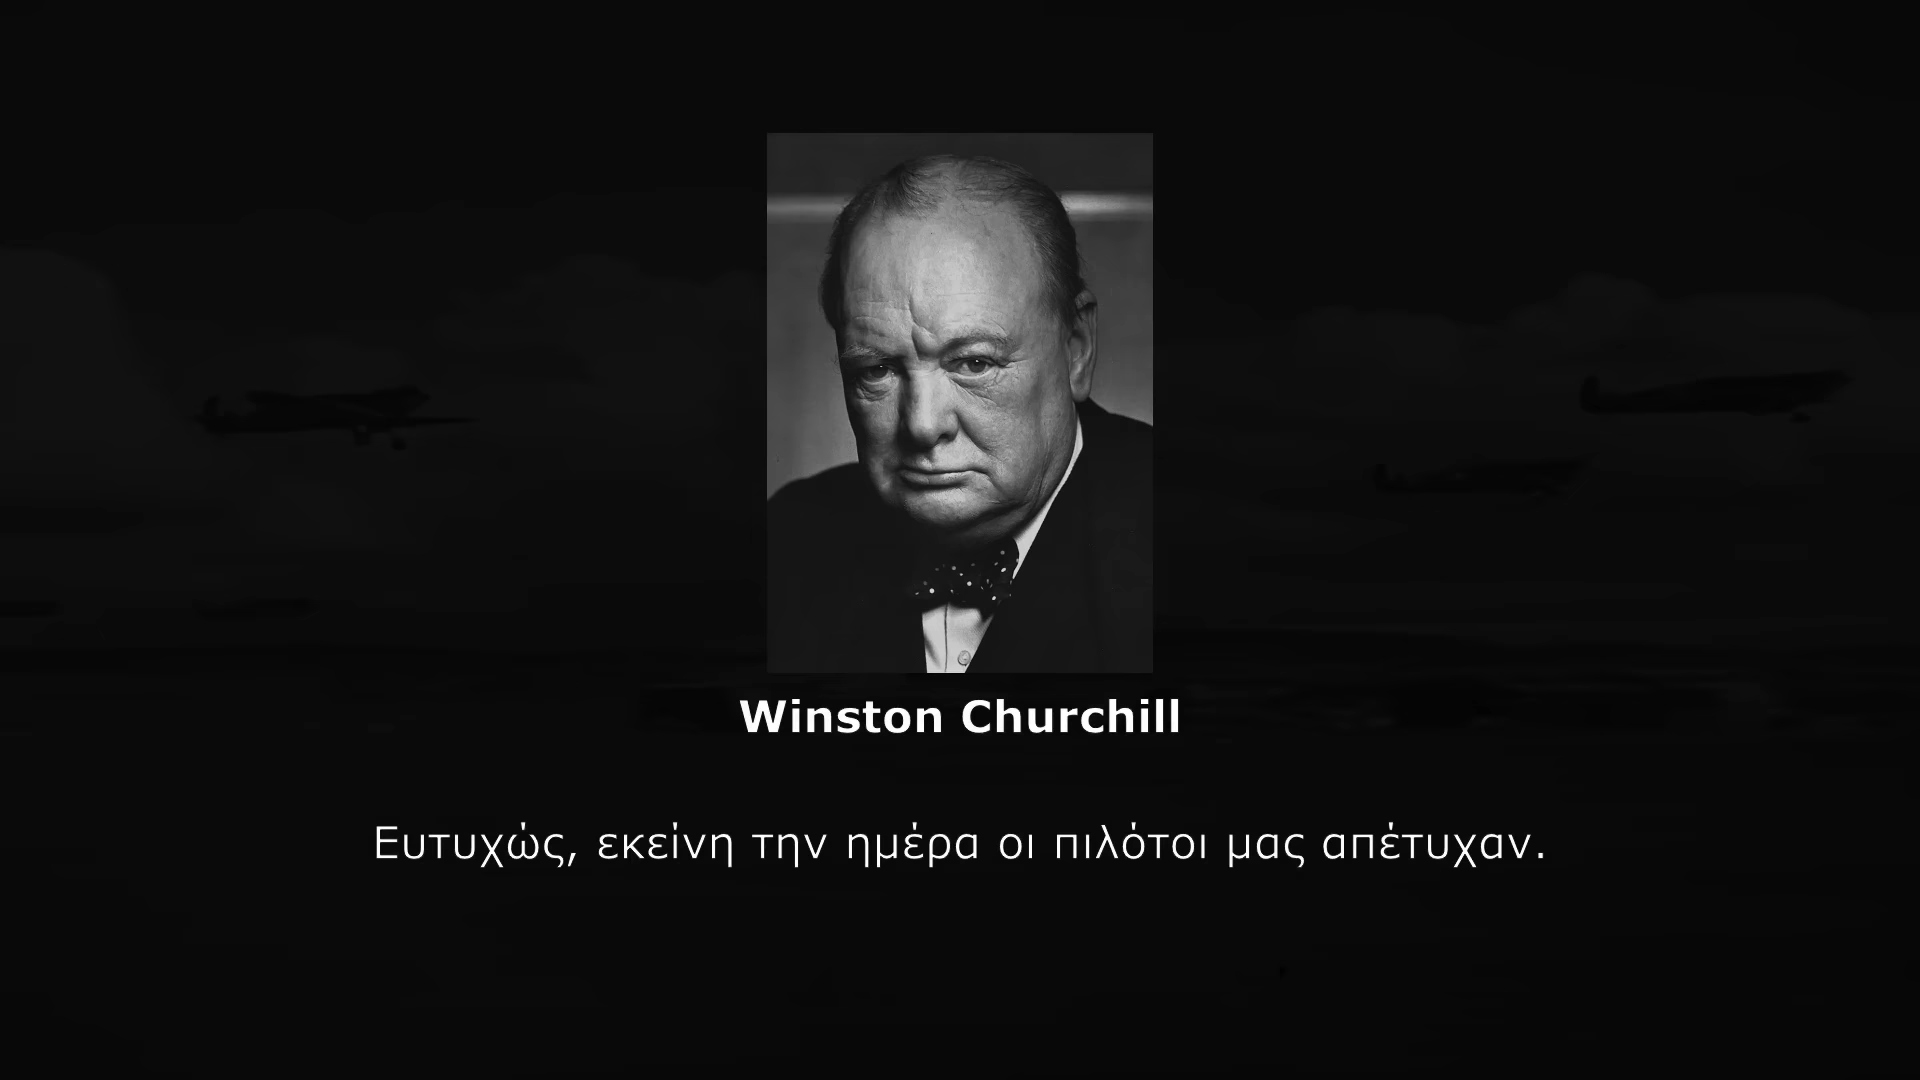 Winston Churchill
Ευτυχώς, εκείνη την ημέρα οι πιλότοι μας απέτυχαν.